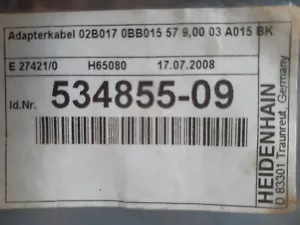 Adapterkabel 02B017 0BB015 57 9,00 03 A015 BK
E 27421/0 H65080 17.07.2008
Id.Nr. 534855-09
HEIDENHAIN
D 83301 Traunreut, Germany